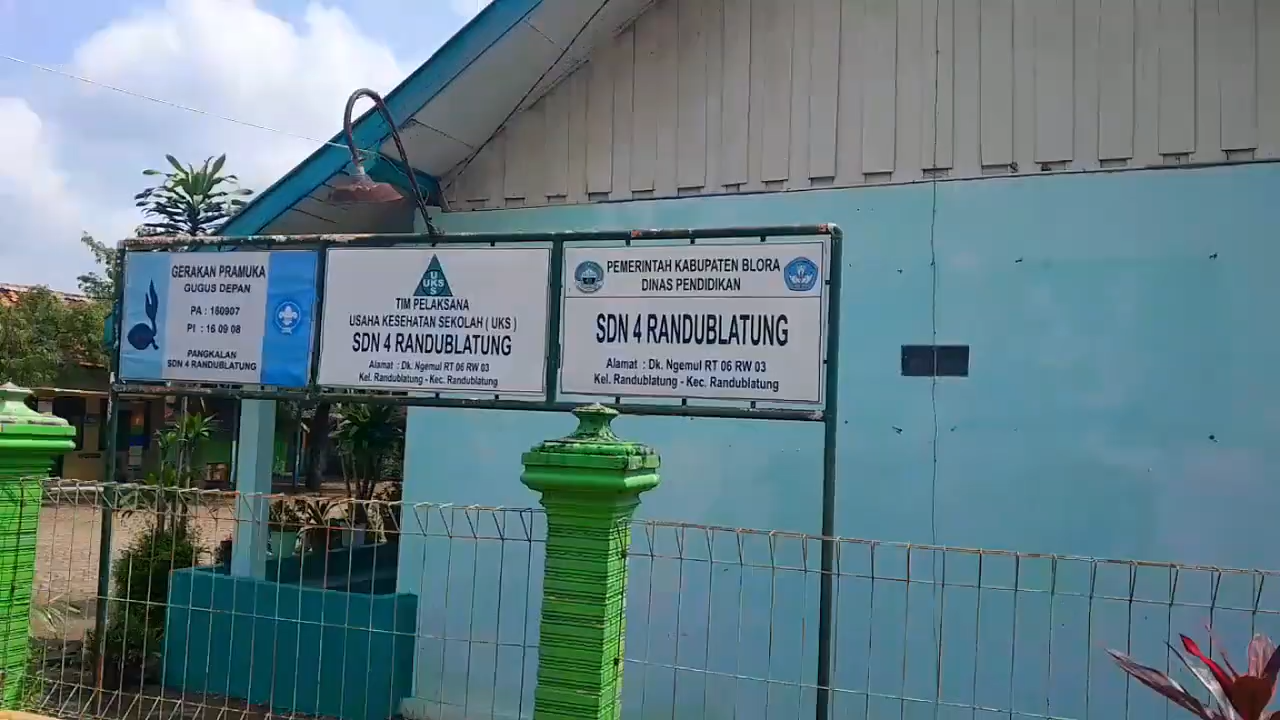 GERAKAN PRAMUKA
GUGUS DEPAN
PA : 160907
PI : 16 09 08
PANGKALAN
SDN 4 RANDUBLATUNG
U
UKS
S
TIM PELAKSANA
USAHA KESEHATAN SEKOLAH ( UKS )
SDN 4 RANDUBLATUNG
Alamat : Dk. Ngemul RT 06 RW 03
Kel. Randublatung - Kec. Randublatung
PEMERINTAH KABUPATEN BLORA
DINAS PENDIDIKAN
SDN 4 RANDUBLATUNG
Alamat : Dk. Ngemul RT 06 RW 03
Kel. Randublatung - Kec. Randublatung